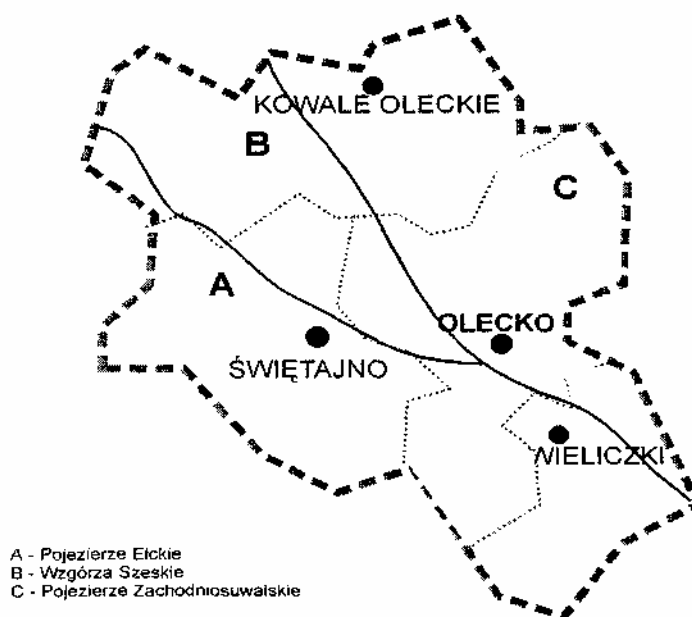 KOWALE OLECKIE
B
C
A
OLECKO
ŚWIĘTAJNO
WIELICZKI
A - Pojezierze Ełckie
B - Wzgórza Szeskie
C - Pojezierze Zachodniosuwalskie